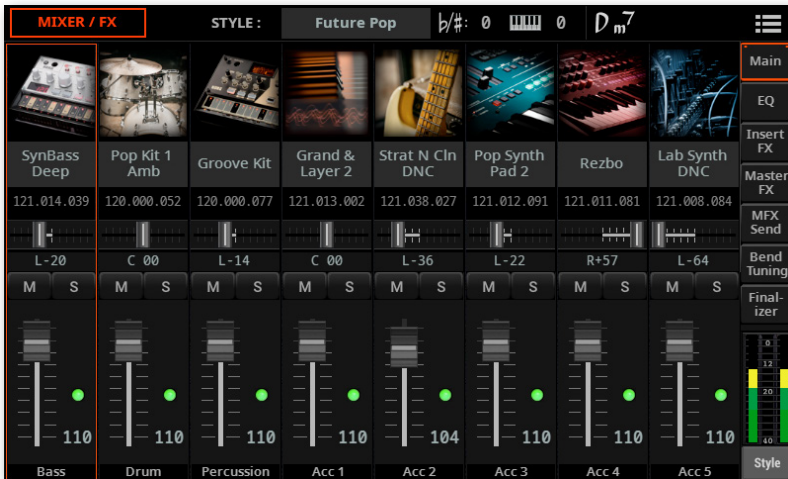 MIXER / FX STYLE : Future Pop b/#: 0 0 Dm7
Main
EQ
Insert
FX
Master
FX
MFX
Send
Bend
Tuning
Final-
izer
SynBass
Deep
Pop Kit 1
Amb
Groove Kit
Grand &
Layer 2
Strat N Cln
DNC
Pop Synth
Pad 2
Rezbo
Lab Synth
DNC
121.014.039 120.000.052 120.000.077 121.013.002 121.038.027 121.012.091 121.011.081 121.008.084
L-20 C 00 L-14 C 00 L-36 L-22 R+57 L-64
M S M S M S M S M S M S M S M S
0
12
20
40
110 110 110 110 104 110 110 110
Bass Drum Percussion Acc 1 Acc 2 Acc 3 Acc 4 Acc 5
Style